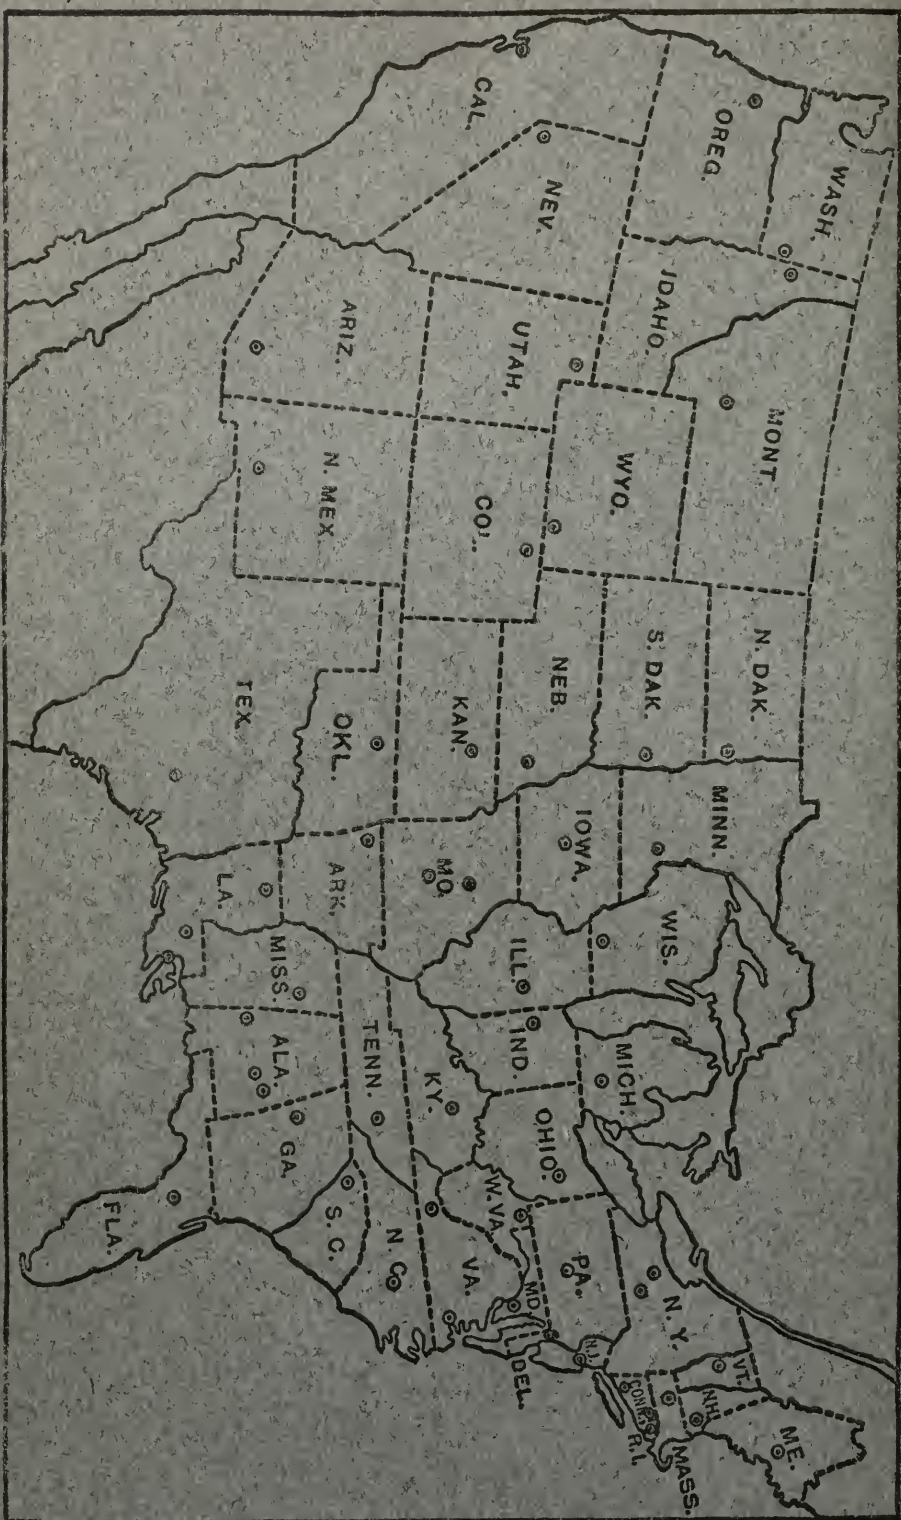 WASH.
OREG.
CAL.
NEV.
IDAHO.
MONT.
UTAH.
ARIZ.
WYO.
COL.
N. MEX.
N. DAK.
S. DAK.
NEB.
KAN.
OKL.
TEX.
MINN.
IOWA.
MO.
ARK.
LA.
WIS.
ILL.
MISS.
MICH.
IND.
OHIO.
KY.
TENN.
ALA.
GA.
FLA.
S. C.
N. C.
VA.
W. VA.
MD.
DEL.
PA.
N. J.
N. Y.
CONN.
R. I.
MASS.
VT.
N.H.
ME.